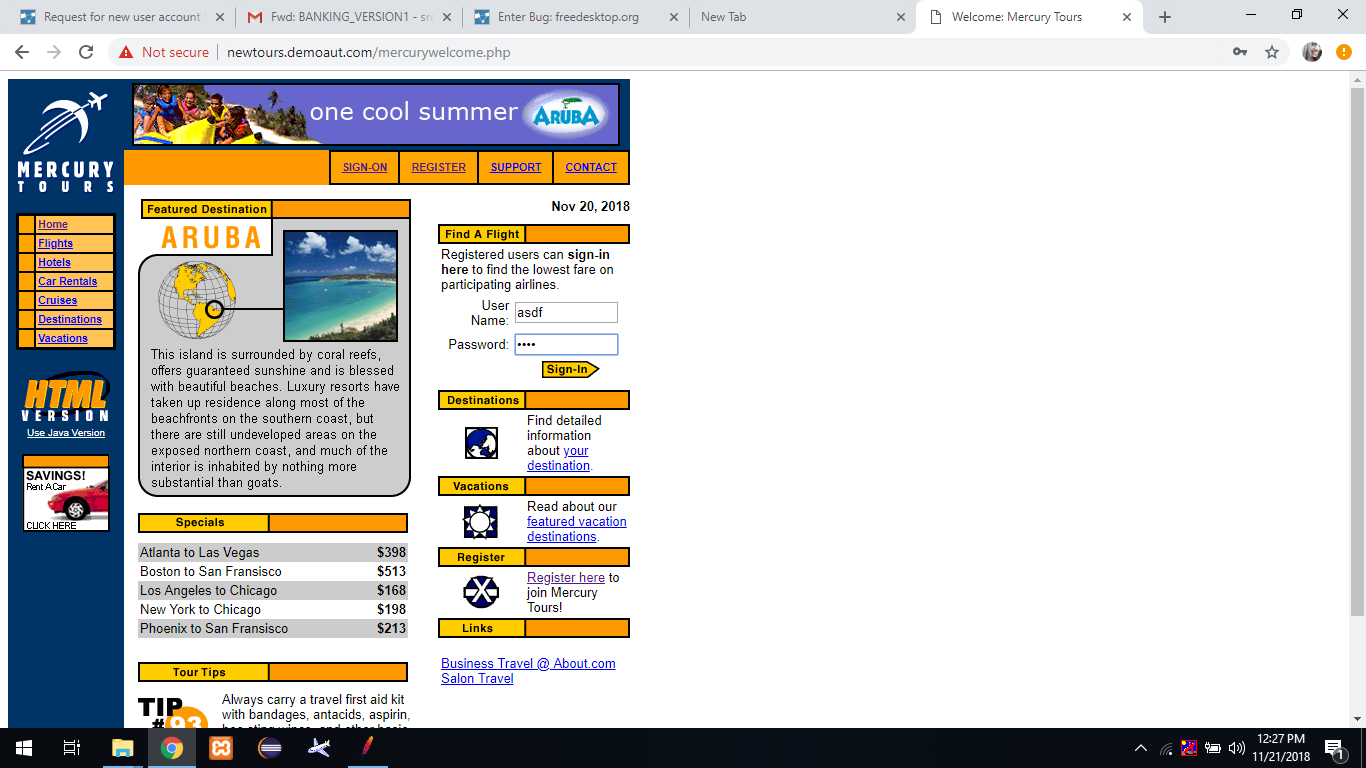 Request for new user account
Fwd: BANKING_VERSION1 - sre
Enter Bug: freedesktop.org
New Tab
Welcome: Mercury Tours
Not secure
newtours.demoaut.com/mercurywelcome.php
MERCURY
TOURS
one cool summer
ARUBA
SIGN-ON
REGISTER
SUPPORT
CONTACT
Home
Flights
Hotels
Car Rentals
Cruises
Destinations
Vacations
HTML
VERSION
Use Java Version
SAVINGS!
Rent A Car
CLICK HERE
Featured Destination
ARUBA
This island is surrounded by coral reefs,
offers guaranteed sunshine and is blessed
with beautiful beaches. Luxury resorts have
taken up residence along most of the
beachfronts on the southern coast, but
there are still undeveloped areas on the
exposed northern coast, and much of the
interior is inhabited by nothing more
substantial than goats.
Specials
Atlanta to Las Vegas $398
Boston to San Fransisco $513
Los Angeles to Chicago $168
New York to Chicago $198
Phoenix to San Fransisco $213
Tour Tips
TIP
#93
Always carry a travel first aid kit
with bandages, antacids, aspirin,
Nov 20, 2018
Find A Flight
Registered users can sign-in
here to find the lowest fare on
participating airlines.
User
Name: asdf
Password: ••••
Sign-In
Destinations
Find detailed
information
about your
destination.
Vacations
Read about our
featured vacation
destinations.
Register
Register here to
join Mercury
Tours!
Links
Business Travel @ About.com
Salon Travel
12:27 PM
11/21/2018
1